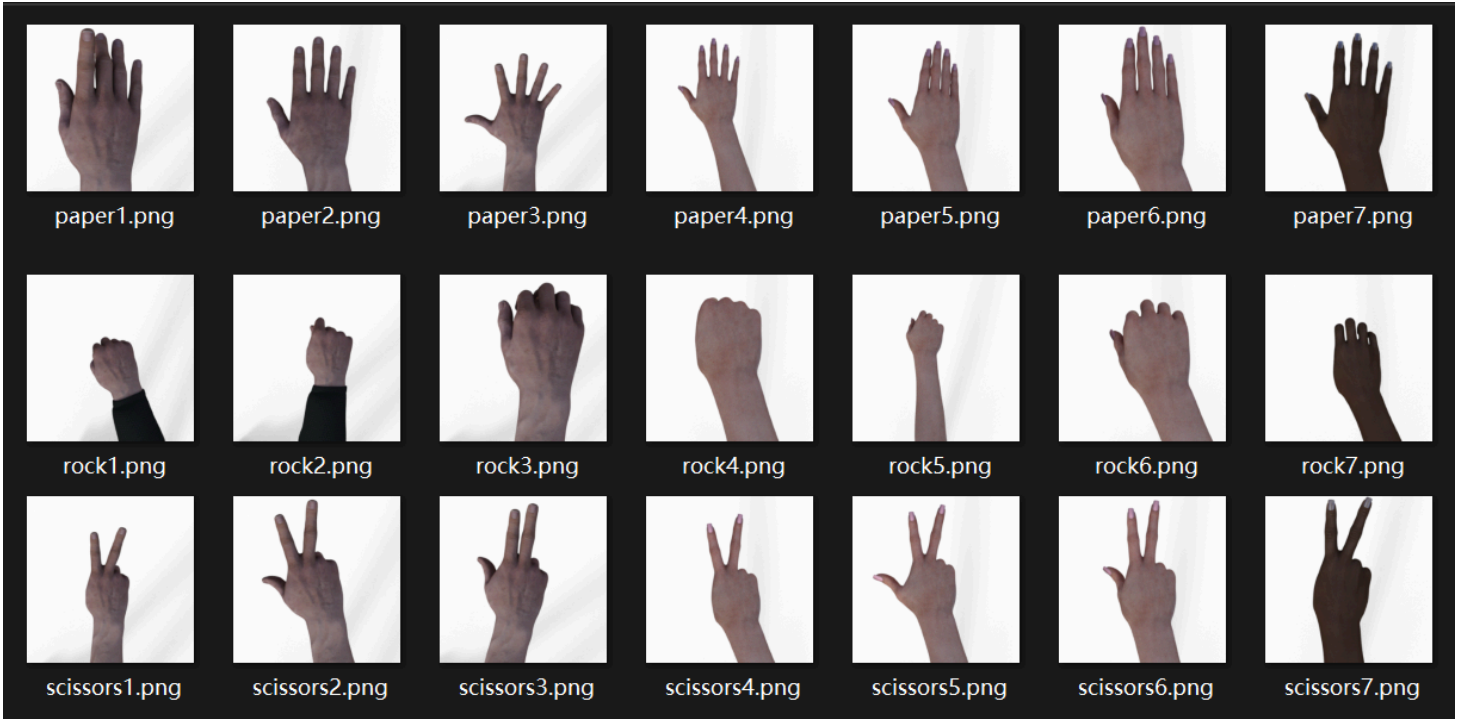 paper1.png paper2.png paper3.png paper4.png paper5.png paper6.png paper7.png
rock1.png rock2.png rock3.png rock4.png rock5.png rock6.png rock7.png
scissors1.png scissors2.png scissors3.png scissors4.png scissors5.png scissors6.png scissors7.png